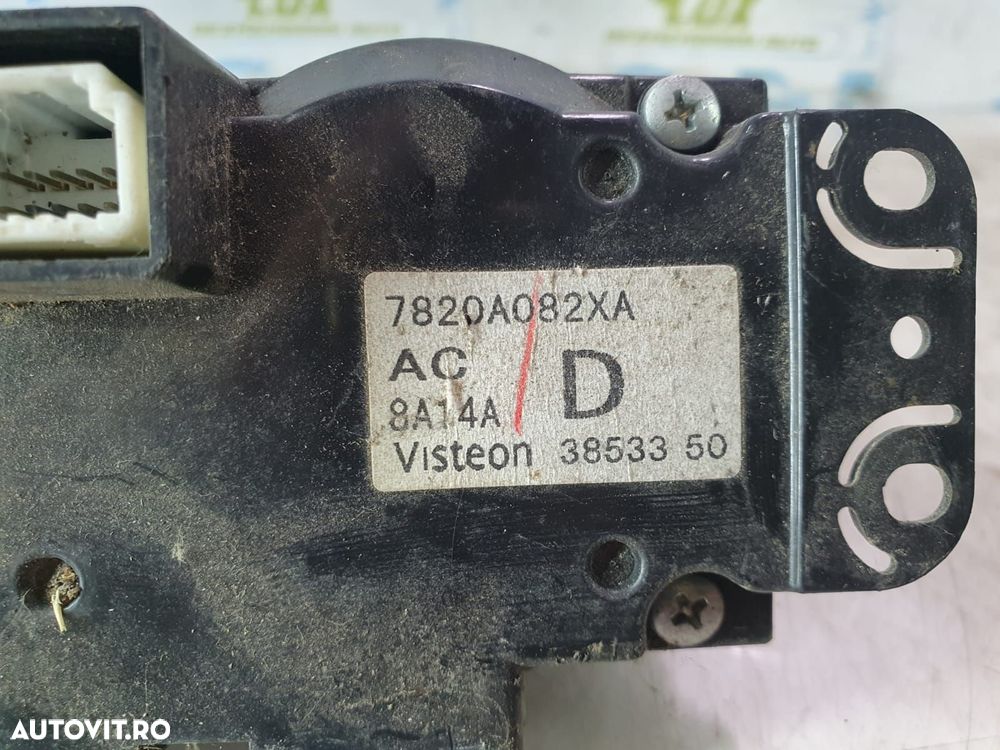 7820A082XA
AC
D
8A14A
Visteon 38533 50
AUTOVIT.RO